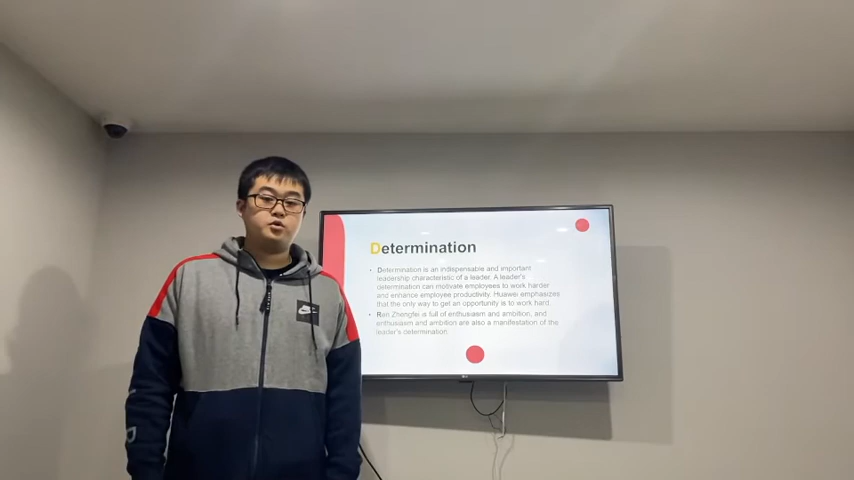 Determination
• Determination is an indispensable and important
leadership characteristic of a leader. A leader's
determination can motivate employees to work harder
and enhance employee productivity. Huawei emphasizes
that the only way to get an opportunity is to work hard.
• Ren Zhengfei is full of enthusiasm and ambition, and
enthusiasm and ambition are also a manifestation of the
leader's determination.